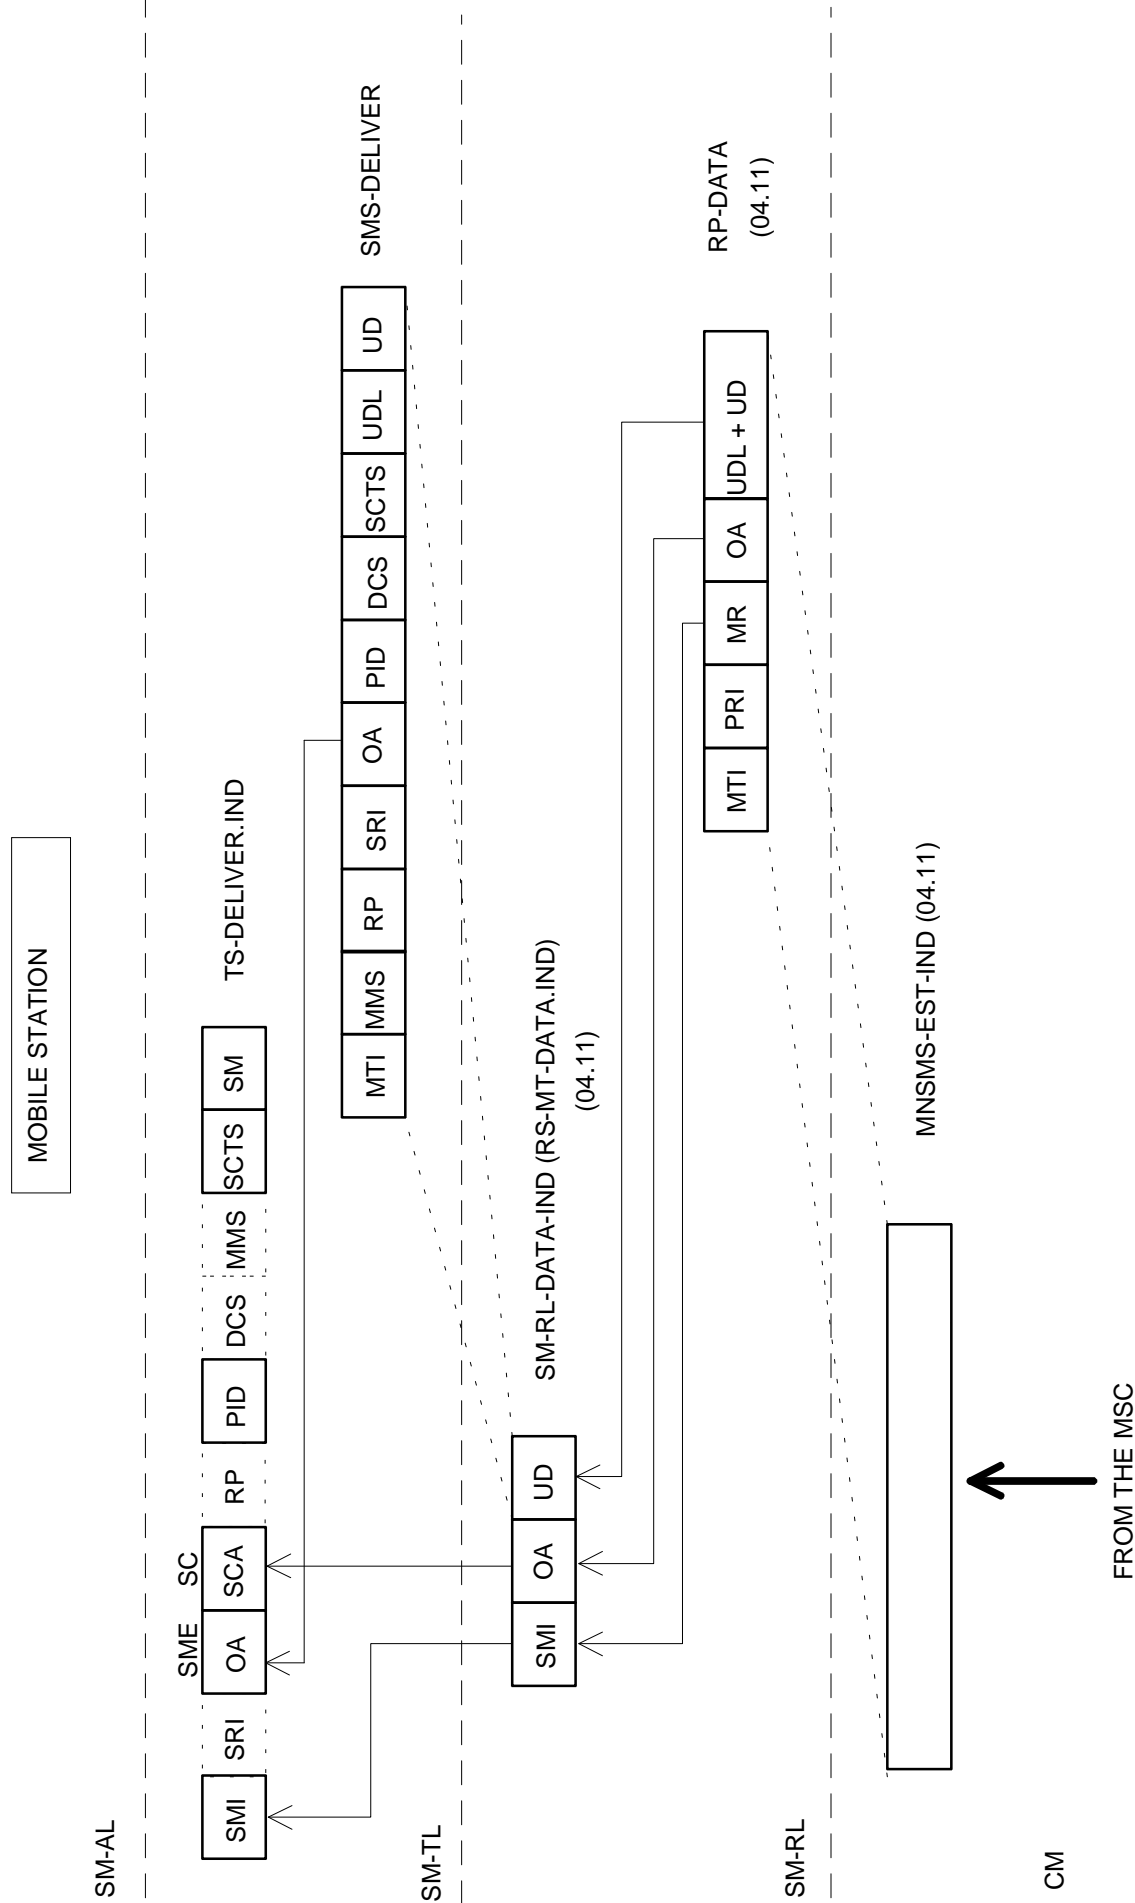 MOBILE STATION
SM-AL
SME SC
SMI SRI OA SCA RP PID DCS MMS SCTS SM
TS-DELIVER.IND
MTI MMS RP SRI OA PID DCS SCTS UDL UD
SMS-DELIVER
SM-TL
SMI OA UD
SM-RL-DATA-IND (RS-MT-DATA.IND)
(04.11)
MTI PRI MR OA UDL + UD
RP-DATA
(04.11)
SM-RL
MNSMS-EST-IND (04.11)
CM
FROM THE MSC